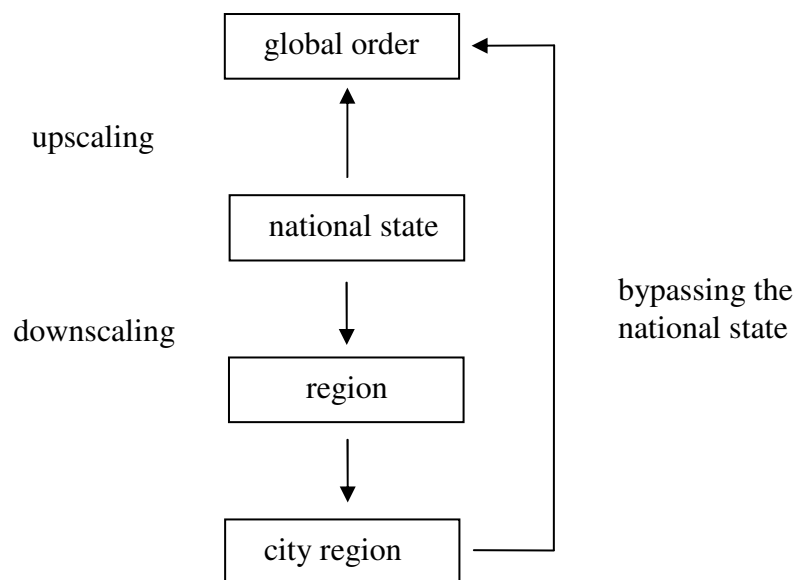 global order
upscaling
national state
bypassing the
national state
downscaling
region
city region